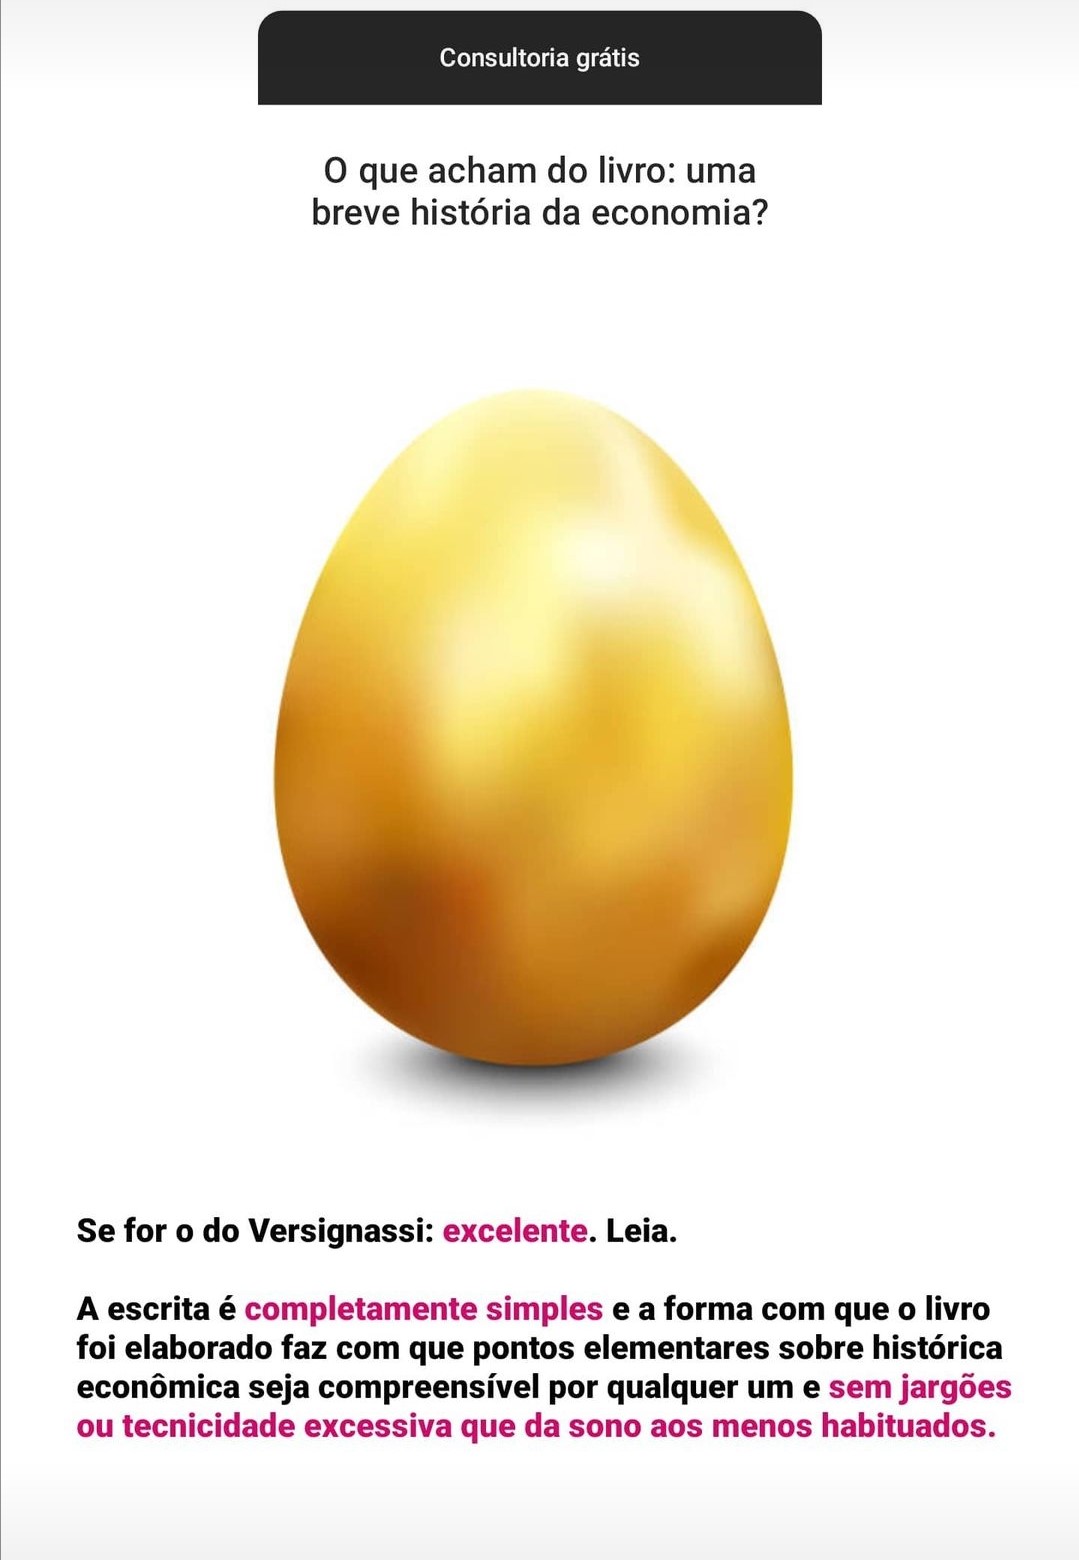 Consultoria grátis
O que acham do livro: uma
breve história da economia?
Se for o do Versignassi: excelente. Leia.
A escrita é completamente simples e a forma com que o livro
foi elaborado faz com que pontos elementares sobre histórica
econômica seja compreensível por qualquer um e sem jargões
ou tecnicidade excessiva que da sono aos menos habituados.